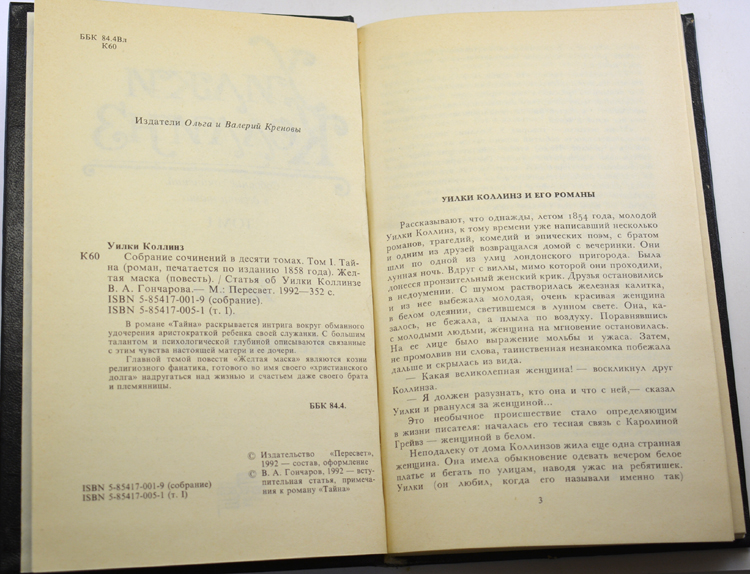 ББК 84.4Вл
К60
Издатели Ольга и Валерий Креновы
Уилки Коллинз
К60
Собрание сочинений в десяти томах. Том I. Тай-
на (роман, печатается по изданию 1858 года). Жел-
тая маска (повесть). / Статья об Уилки Коллинзе
В. А. Гончарова.— М.: Пересвет. 1992—352 с.
ISBN 5-85417-001-9 (собрание).
ISBN 5-85417-005-1 (т. I).
В романе «Тайна» раскрывается интрига вокруг обманного
удочерения аристократкой ребенка своей служанки. С большим
талантом и психологической глубиной описываются связанные
с этим чувства настоящей матери и ее дочери.
Главной темой повести «Желтая маска» являются козни
религиозного фанатика, готового во имя своего «христианского
долга» надругаться над жизнью и счастьем даже своего брата
и племянницы.
ББК 84.4.
© Издательство «Пересвет»,
1992 — состав, оформление
© В. А. Гончаров, 1992 — всту-
пительная статья, примеча-
ния к роману «Тайна»
ISBN 5-85417-001-9 (собрание)
ISBN 5-85417-005-1 (т. I)
УИЛКИ КОЛЛИНЗ И ЕГО РОМАНЫ
Рассказывают, что однажды, летом 1854 года, молодой
Уилки Коллинз, к тому времени уже написавший несколько
романов, трагедий, комедий и эпических поэм, с братом
и одним из друзей возвращался домой с вечеринки. Они
шли по одной из улиц лондонского пригорода. Была
лунная ночь. Вдруг с виллы, мимо которой они проходили,
донесся пронзительный женский крик. Друзья остановились
в недоумении. С шумом растворилась железная калитка,
и из нее выбежала молодая, очень красивая женщина
в белом одеянии, светившемся в лунном свете. Она, ка-
залось, не бежала, а плыла по воздуху. Поравнявшись
с молодыми людьми, женщина на мгновение остановилась.
На ее лице было выражение мольбы и ужаса. Затем,
не промолвив ни слова, таинственная незнакомка побежала
дальше и скрылась из вида.
— Какая великолепная женщина! — воскликнул друг
Коллинза.
— Я должен разузнать, кто она и что с ней,— сказал
Уилки и рванулся за женщиной...
Это необычное происшествие стало определяющим
в жизни писателя: началась его тесная связь с Каролиной
Грейвз — женщиной в белом.
Неподалеку от дома Коллинзов жила еще одна странная
женщина. Она имела обыкновение одевать вечером белое
платье и бегать по улицам, наводя ужас на ребятишек.
Уилки (он любил, когда его называли именно так)
3